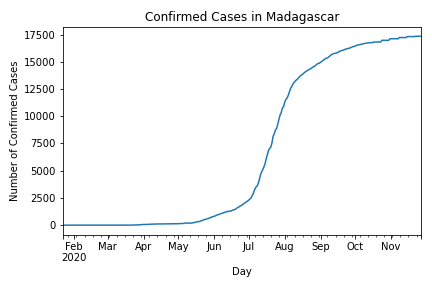 Confirmed Cases in Madagascar
Number of Confirmed Cases
17500
15000
12500
10000
7500
5000
2500
0
Feb Mar Apr May Jun Jul Aug Sep Oct Nov
2020
Day